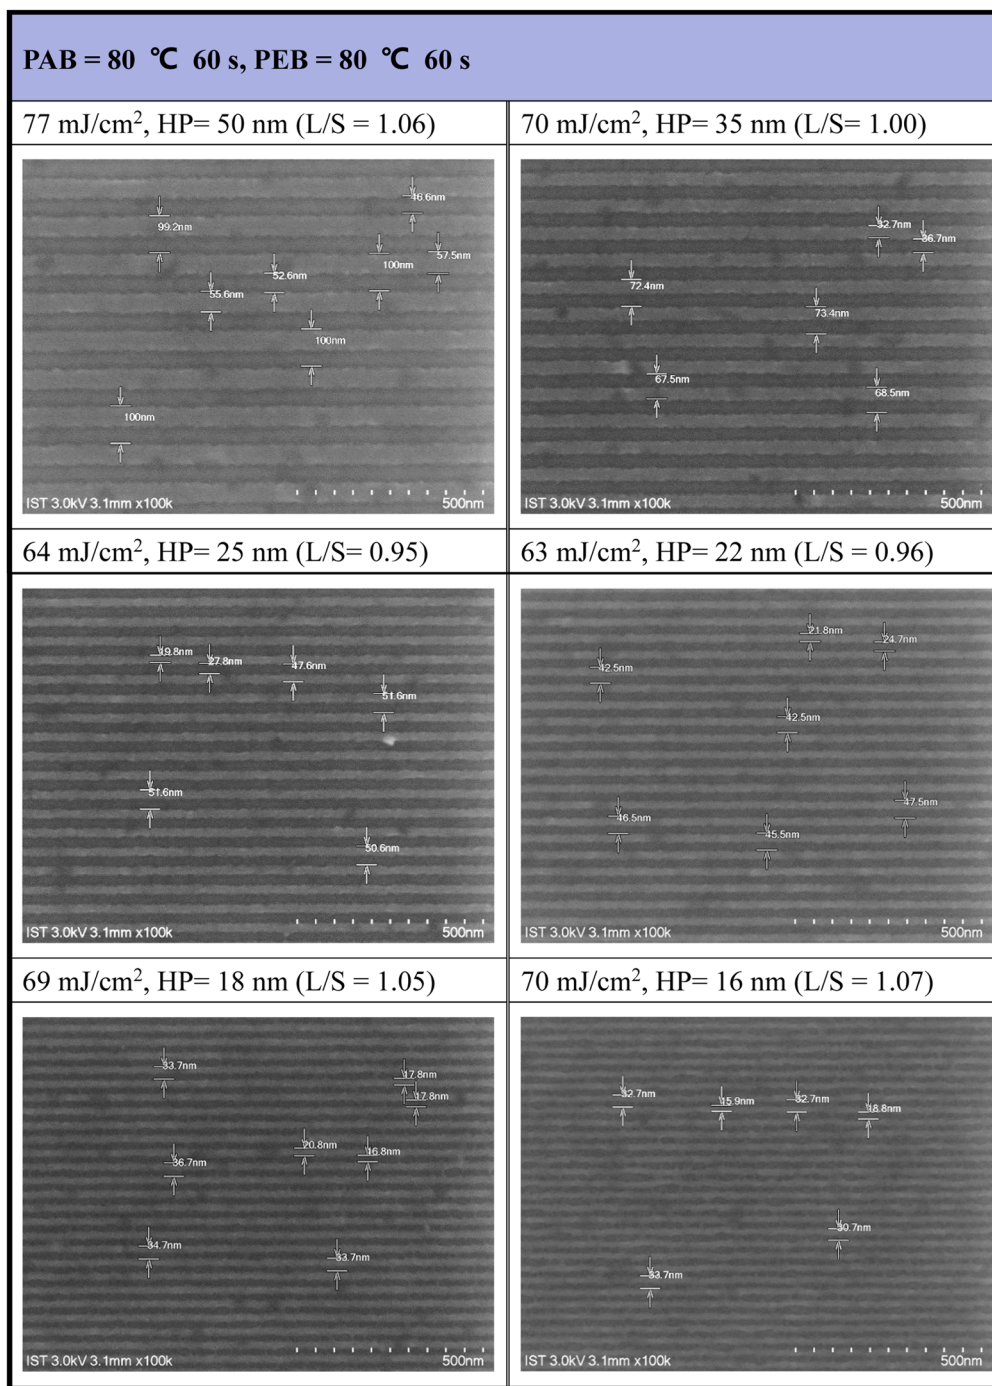 PAB = 80 ℃ 60 s, PEB = 80 ℃ 60 s
77 mJ/cm², HP= 50 nm (L/S = 1.06)
70 mJ/cm², HP= 35 nm (L/S= 1.00)
46.6nm
99.2nm
57.5nm
100nm
52.6nm
55.6nm
100nm
100nm
IST 3.0kV 3.1mm x100k
500nm
32.7nm
36.7nm
72.4nm
73.4nm
67.5nm
68.5nm
IST 3.0kV 3.1mm x100k
500nm
64 mJ/cm², HP= 25 nm (L/S= 0.95)
63 mJ/cm², HP= 22 nm (L/S = 0.96)
19.8nm
27.8nm
47.6nm
51.6nm
51.6nm
50.6nm
IST 3.0kV 3.1mm x100k
500nm
21.8nm
24.7nm
42.5nm
42.5nm
47.5nm
46.5nm
45.5nm
IST 3.0kV 3.1mm x100k
500nm
69 mJ/cm², HP= 18 nm (L/S = 1.05)
70 mJ/cm², HP= 16 nm (L/S = 1.07)
33.7nm
17.8nm
17.8nm
20.8nm
16.8nm
36.7nm
34.7nm
33.7nm
IST 3.0kV 3.1mm x100k
500nm
32.7nm
15.9nm
32.7nm
18.8nm
30.7nm
33.7nm
IST 3.0kV 3.1mm x100k
500nm